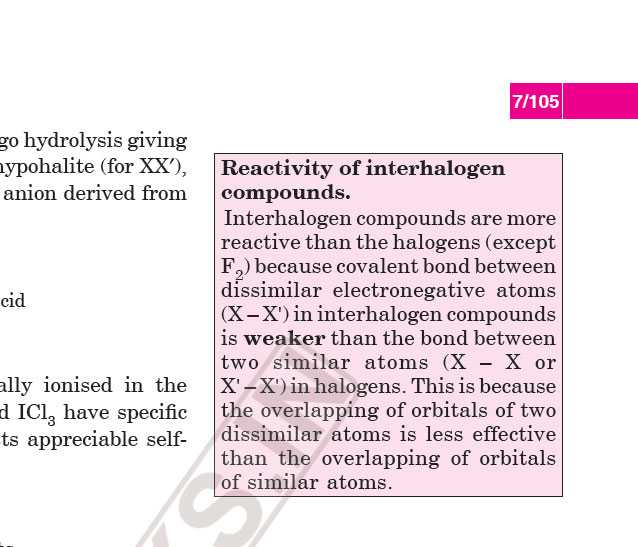 7/105
go hydrolysis giving
hypohalite (for XX′),
anion derived from
cid
ally ionised in the
d ICl₃ have specific
ts appreciable self-
Reactivity of interhalogen
compounds.
Interhalogen compounds are more
reactive than the halogens (except
F₂) because covalent bond between
dissimilar electronegative atoms
(X – X') in interhalogen compounds
is weaker than the bond between
two similar atoms (X – X or
X' – X') in halogens. This is because
the overlapping of orbitals of two
dissimilar atoms is less effective
than the overlapping of orbitals
of similar atoms.